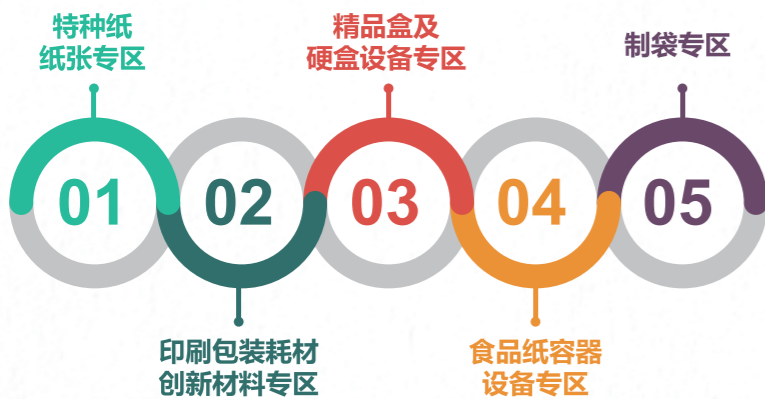 特种纸
纸张专区
精品盒及
硬盒设备专区
制袋专区
01
02
03
04
05
印刷包装耗材
创新材料专区
食品纸容器
设备专区